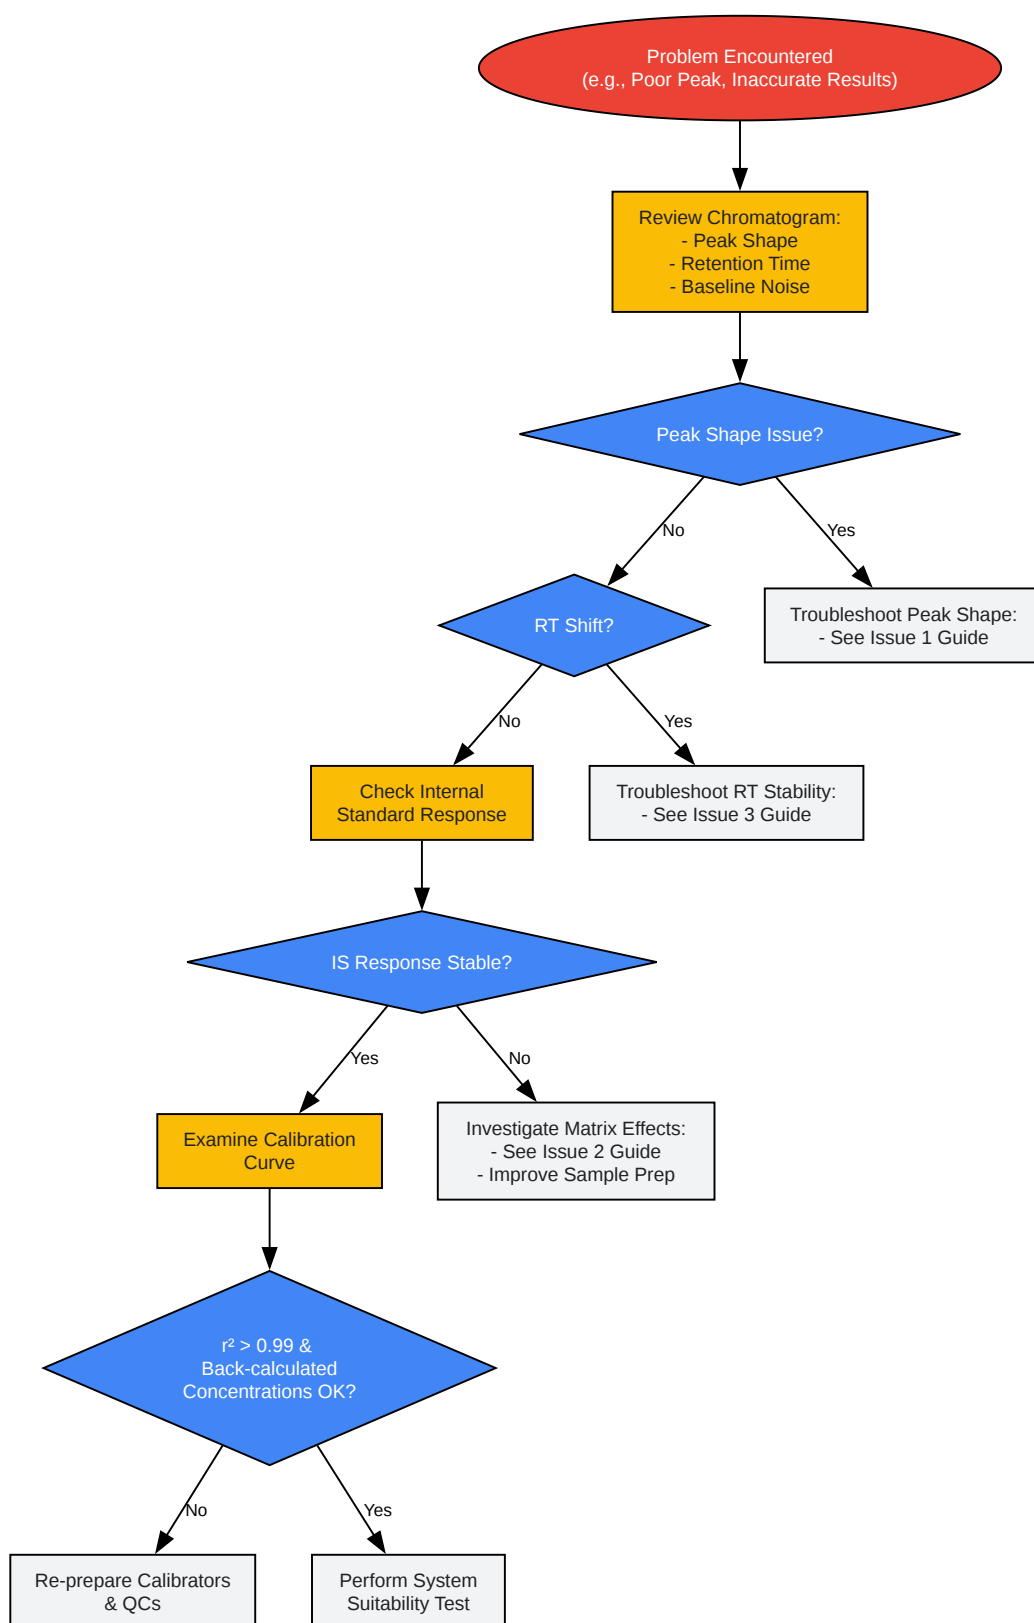 Problem Encountered
(e.g., Poor Peak, Inaccurate Results)
Review Chromatogram:
- Peak Shape
- Retention Time
- Baseline Noise
Peak Shape Issue?
No
Yes
RT Shift?
Troubleshoot Peak Shape:
- See Issue 1 Guide
No
Yes
Check Internal
Standard Response
Troubleshoot RT Stability:
- See Issue 3 Guide
IS Response Stable?
Yes
No
Examine Calibration
Curve
Investigate Matrix Effects:
- See Issue 2 Guide
- Improve Sample Prep
r² > 0.99 &
Back-calculated
Concentrations OK?
No
Yes
Re-prepare Calibrators
& QCs
Perform System
Suitability Test